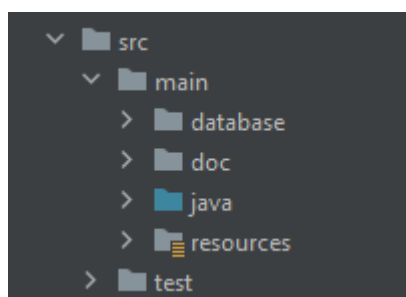 src
main
database
doc
java
resources
test